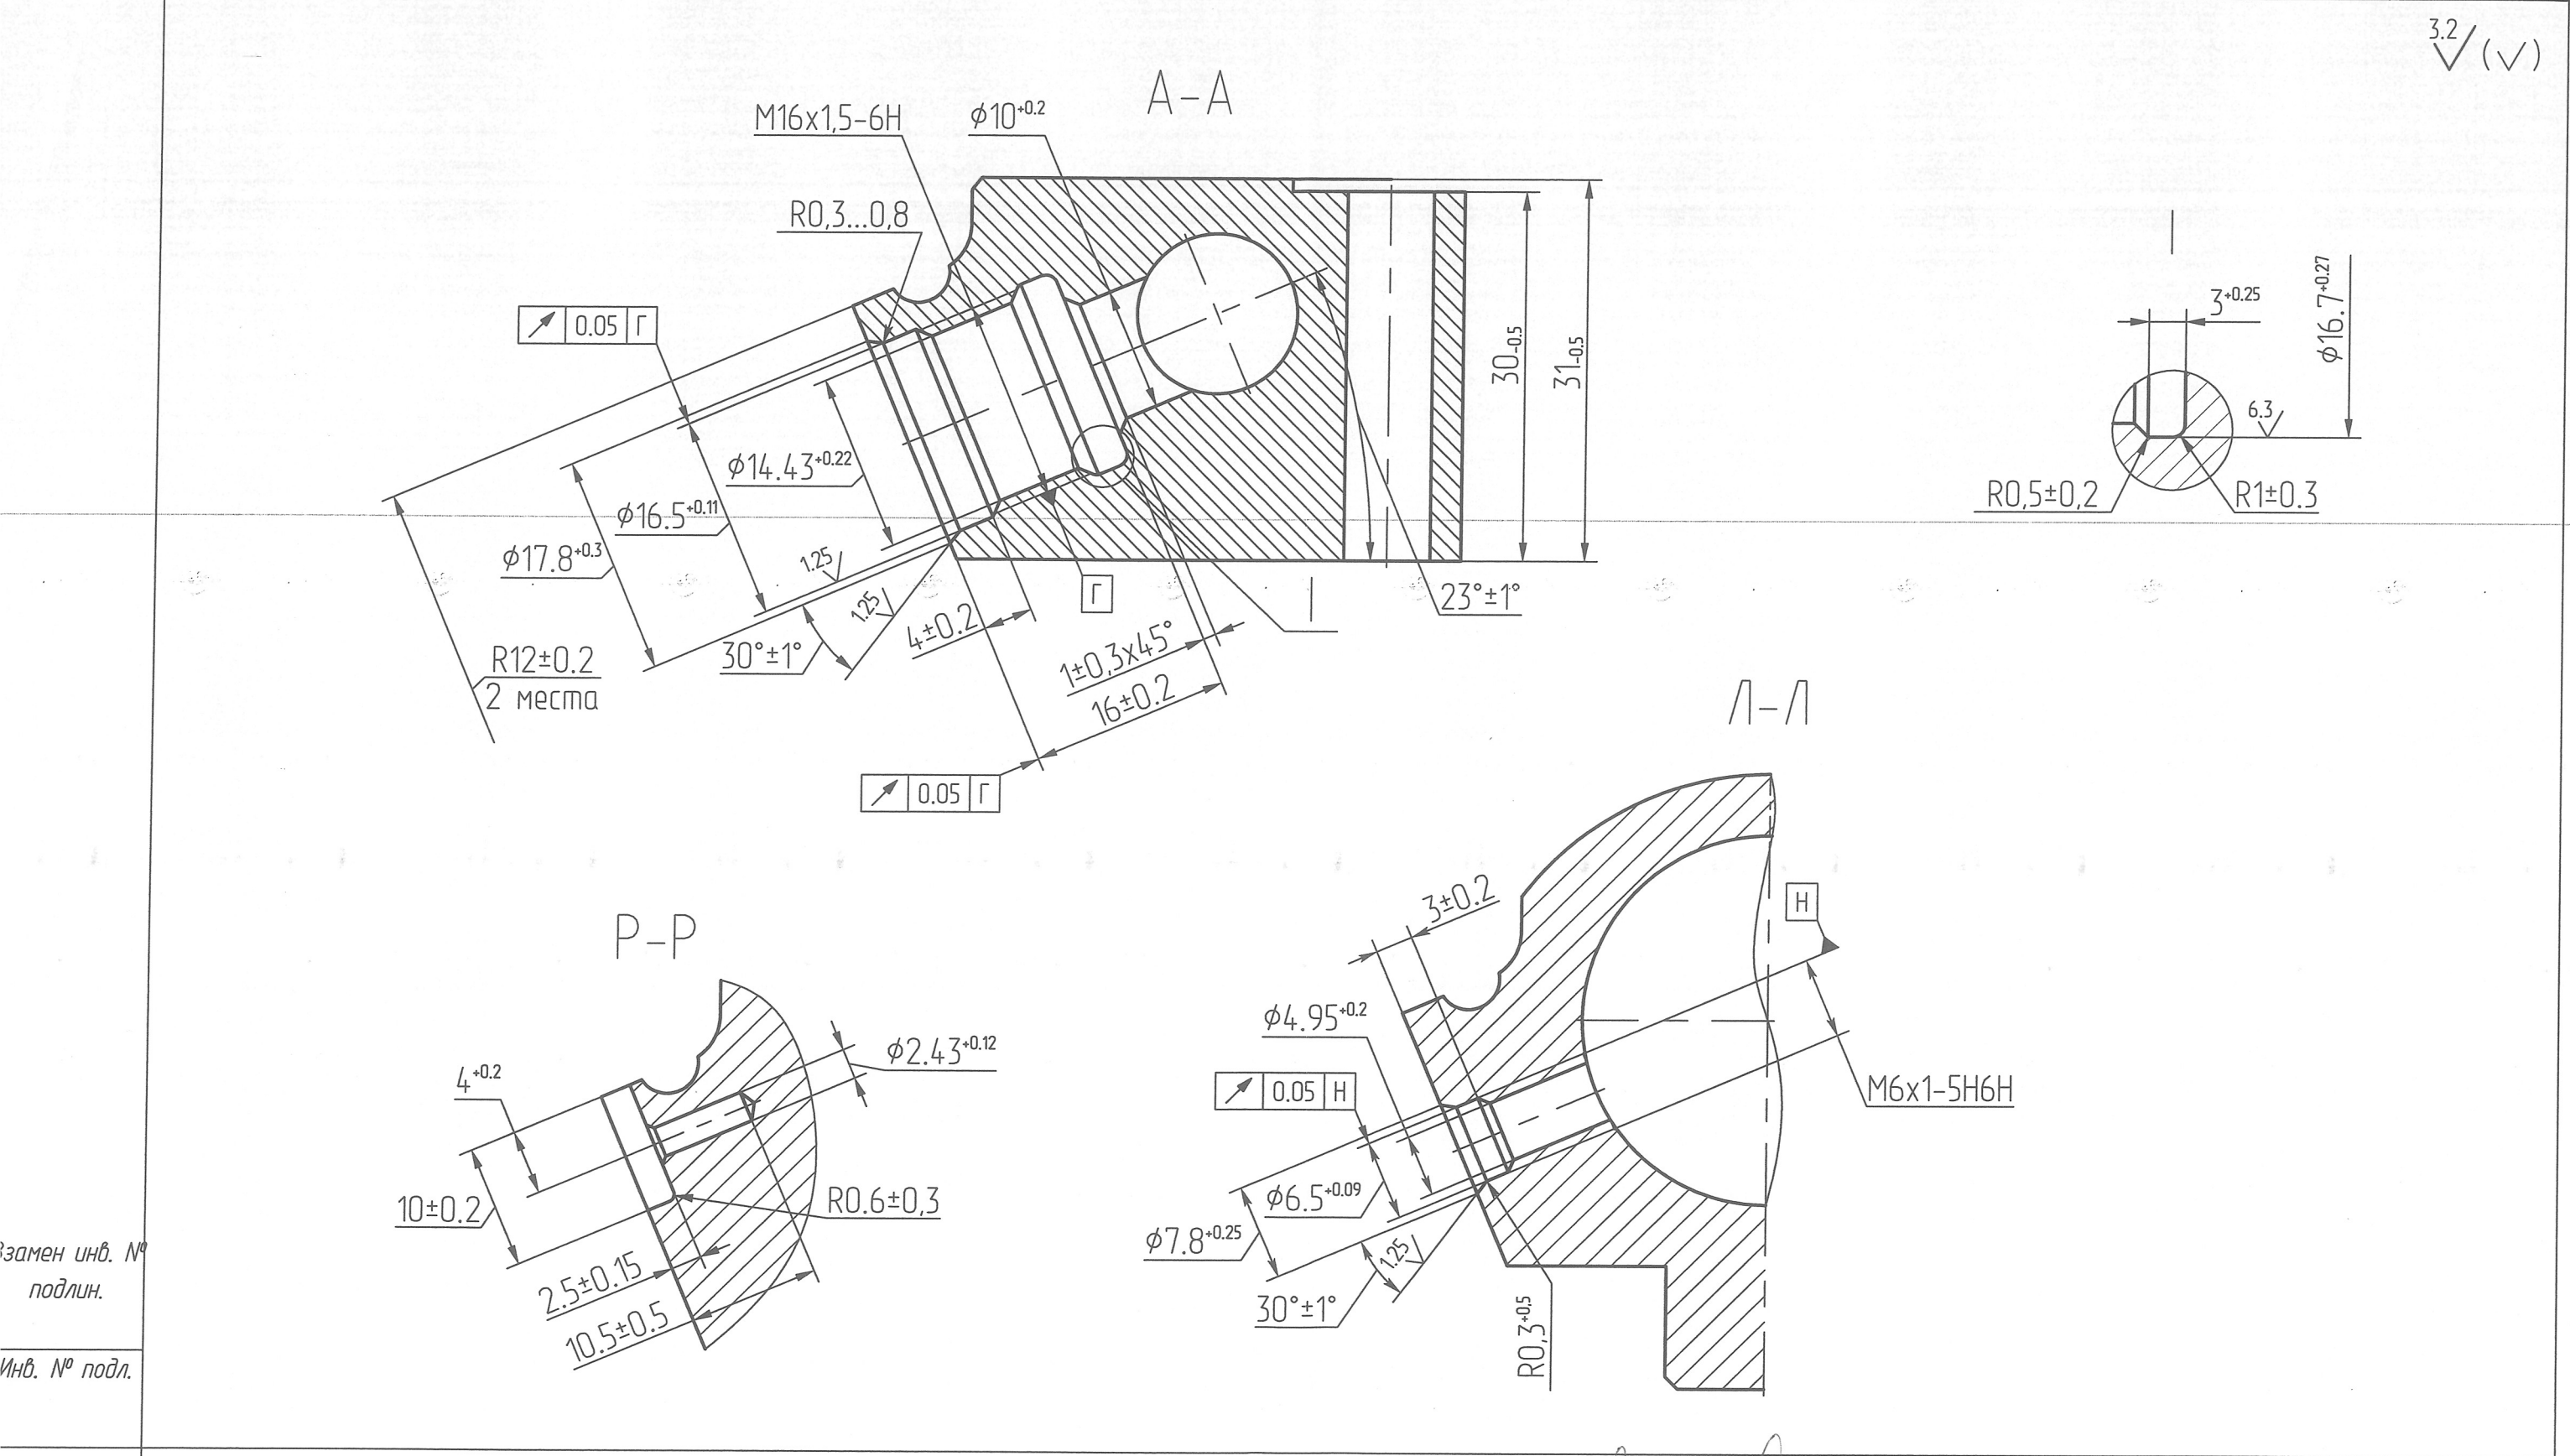 3.2 (√)
А-А
М16х1,5-6Н
ϕ10+0.2
R0,3...0,8
0.05 Г
ϕ14.43+0.22
ϕ16.5+0.11
ϕ17.8+0.3
R12±0.2
2 места
1.25
1.25
30°±1°
4±0.2
Г
1±0,3х45°
16±0.2
0.05 Г
23°±1°
I
30-0.5
31-0.5
I
3+0.25
ϕ16.7+0.27
6.3
R0,5±0,2
R1±0.3
Л-Л
3±0.2
Н
ϕ4.95+0.2
0.05 Н
ϕ6.5+0.09
ϕ7.8+0.25
1.25
30°±1°
R0,3+0.5
М6х1-5Н6Н
Р-Р
ϕ2.43+0.12
4+0.2
10±0.2
R0.6±0,3
2.5±0.15
10.5±0.5
Взамен инв. №
подлин.
Инв. № подл.